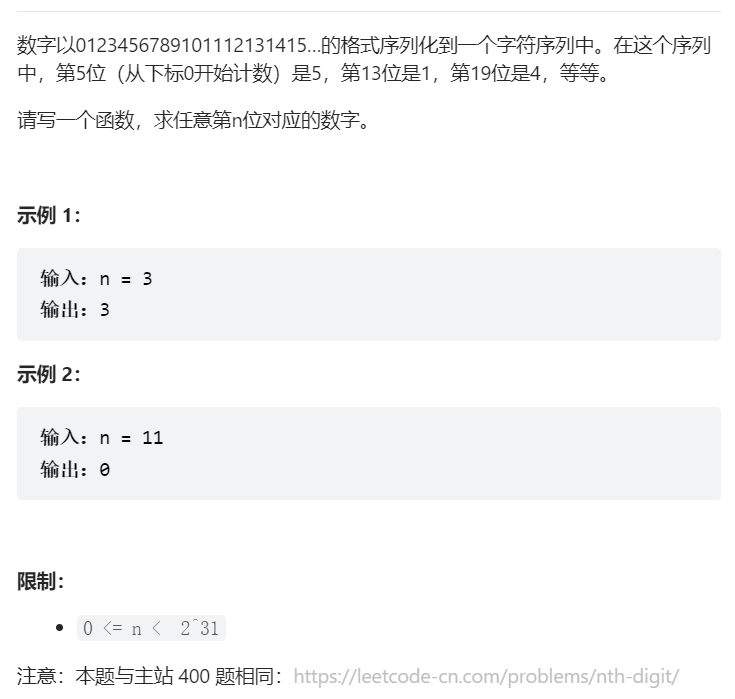 数字以0123456789101112131415…的格式序列化到一个字符序列中。在这个序列
中，第5位（从下标0开始计数）是5，第13位是1，第19位是4，等等。
请写一个函数，求任意第n位对应的数字。
示例 1：
输入：n = 3
输出：3
示例 2：
输入：n = 11
输出：0
限制：
0 <= n < 2^31
注意：本题与主站 400 题相同：https://leetcode-cn.com/problems/nth-digit/